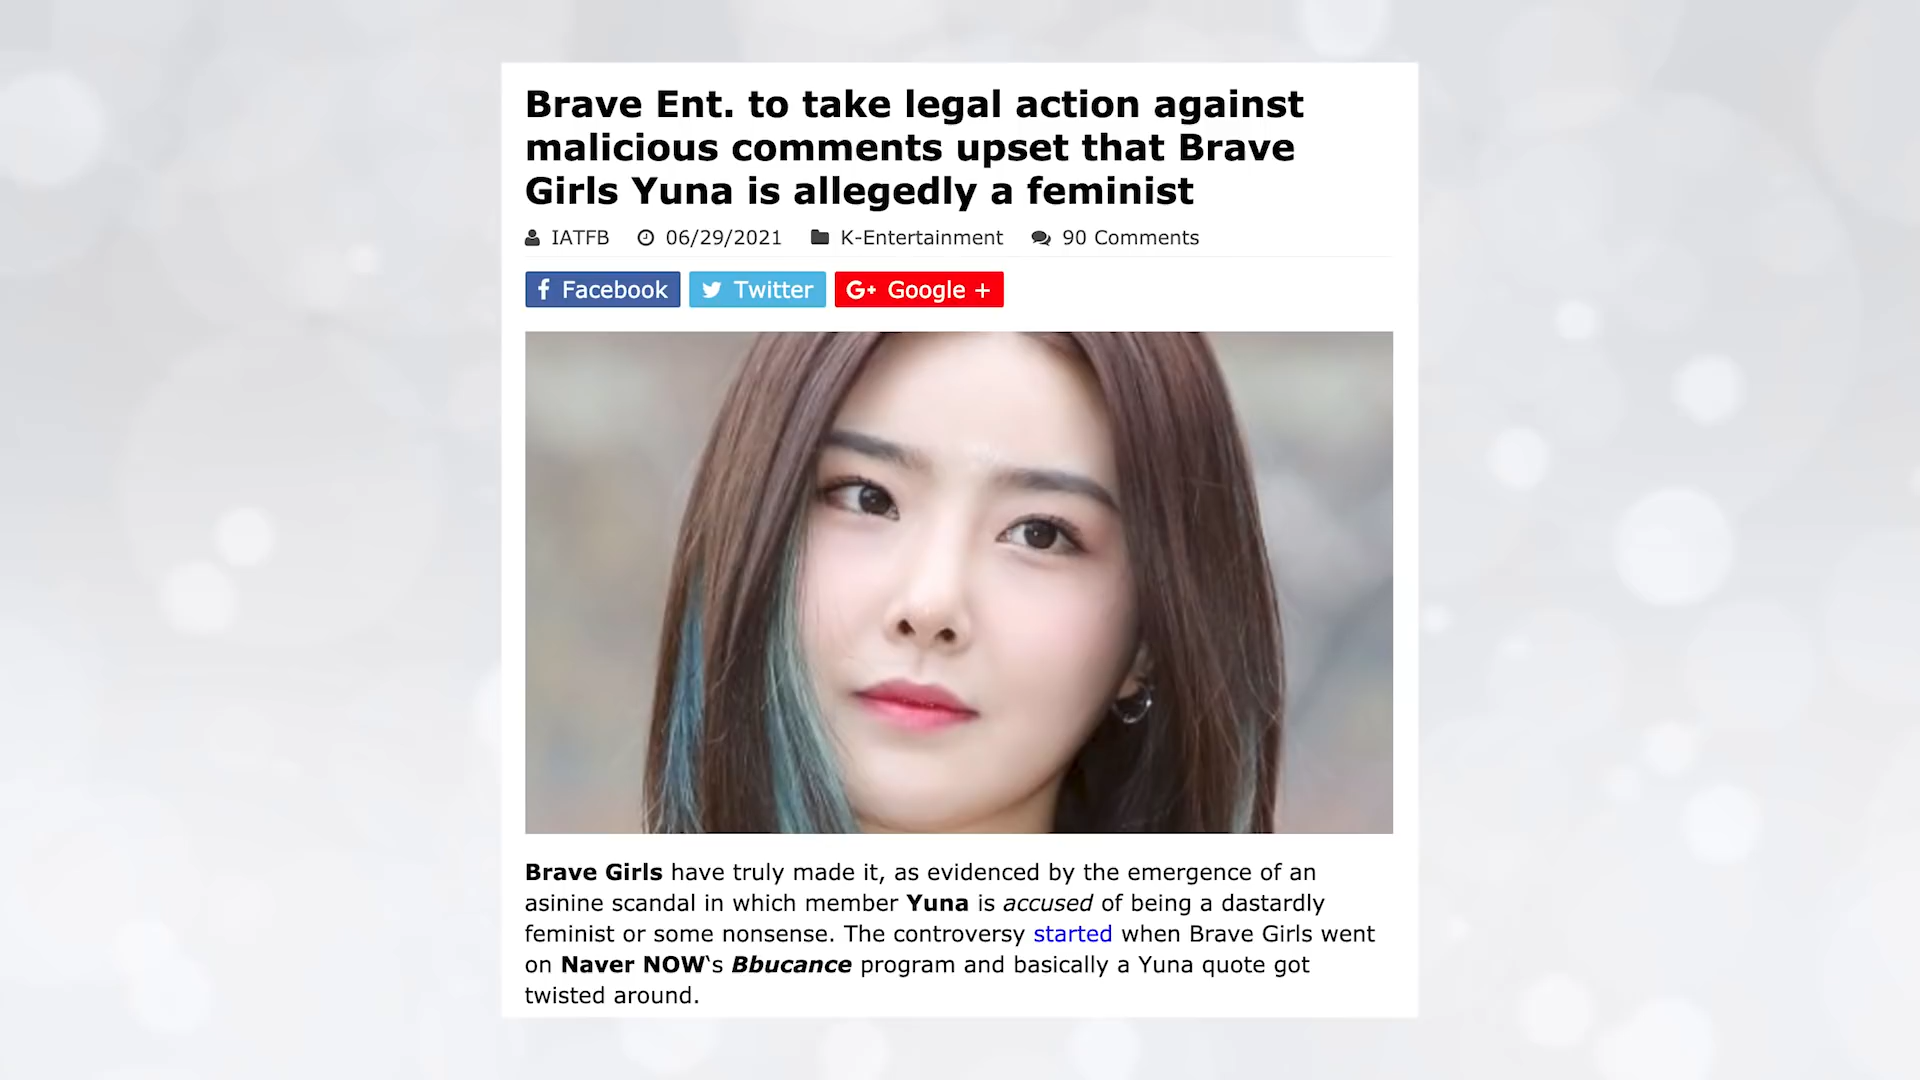 Brave Ent. to take legal action against
malicious comments upset that Brave
Girls Yuna is allegedly a feminist
IATFB 06/29/2021 K-Entertainment 90 Comments
Facebook Twitter G+ Google +
Brave Girls have truly made it, as evidenced by the emergence of an
asinine scandal in which member Yuna is accused of being a dastardly
feminist or some nonsense. The controversy started when Brave Girls went
on Naver NOW‘s Bbucance program and basically a Yuna quote got
twisted around.